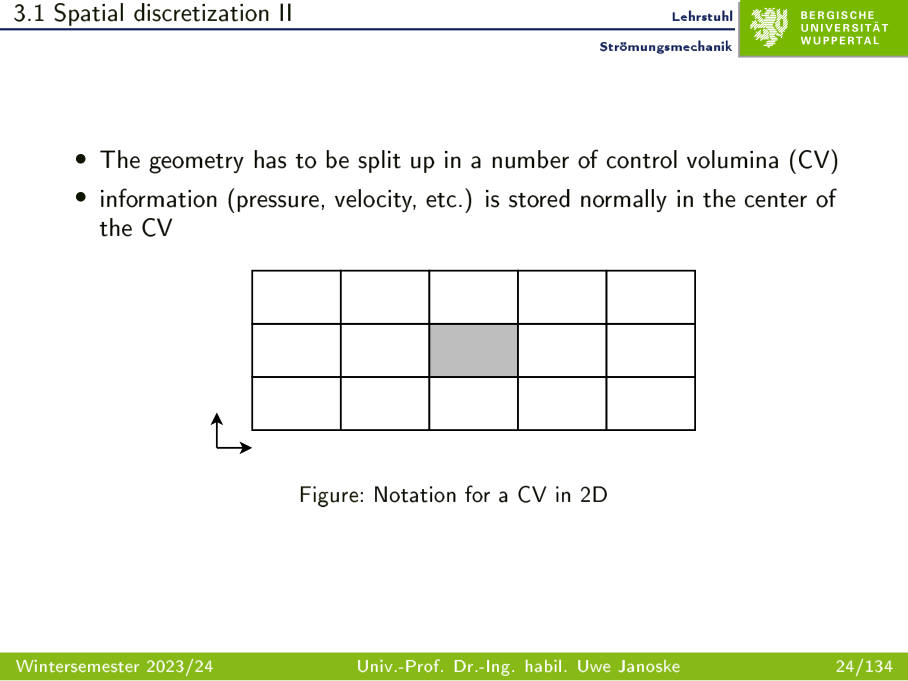 3.1 Spatial discretization II
Lehrstuhl
Strömungsmechanik
BERGISCHE
UNIVERSITÄT
WUPPERTAL
• The geometry has to be split up in a number of control volumina (CV)
• information (pressure, velocity, etc.) is stored normally in the center of
the CV
Figure: Notation for a CV in 2D
Wintersemester 2023/24
Univ.-Prof. Dr.-Ing. habil. Uwe Janoske
24/134